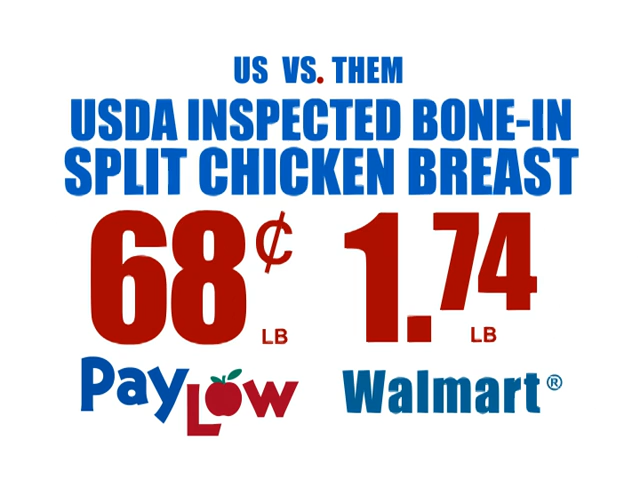 US VS. THEM
USDA INSPECTED BONE-IN
SPLIT CHICKEN BREAST
68¢ LB 1.74 LB
PayLow Walmart®